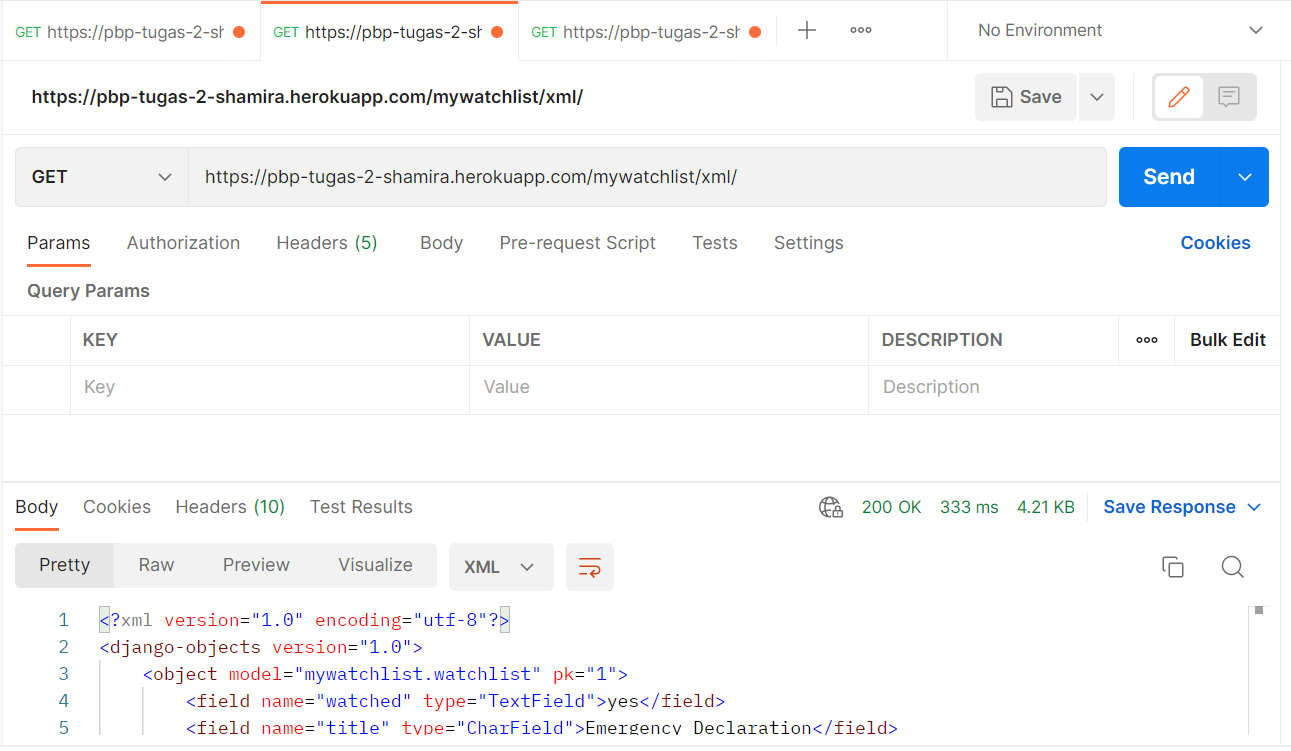 GET https://pbp-tugas-2-sh GET https://pbp-tugas-2-sh GET https://pbp-tugas-2-sh No Environment
https://pbp-tugas-2-shamira.herokuapp.com/mywatchlist/xml/ Save
GET https://pbp-tugas-2-shamira.herokuapp.com/mywatchlist/xml/ Send
Params Authorization Headers (5) Body Pre-request Script Tests Settings Cookies
Query Params
KEY VALUE DESCRIPTION Bulk Edit
Key Value Description
Body Cookies Headers (10) Test Results 200 OK 333 ms 4.21 KB Save Response
Pretty Raw Preview Visualize XML
1 <?xml version="1.0" encoding="utf-8"?>
2 <django-objects version="1.0">
3 <object model="mywatchlist.watchlist" pk="1">
4 <field name="watched" type="TextField">yes</field>
5 <field name="title" type="CharField">Emergency Declaration</field>